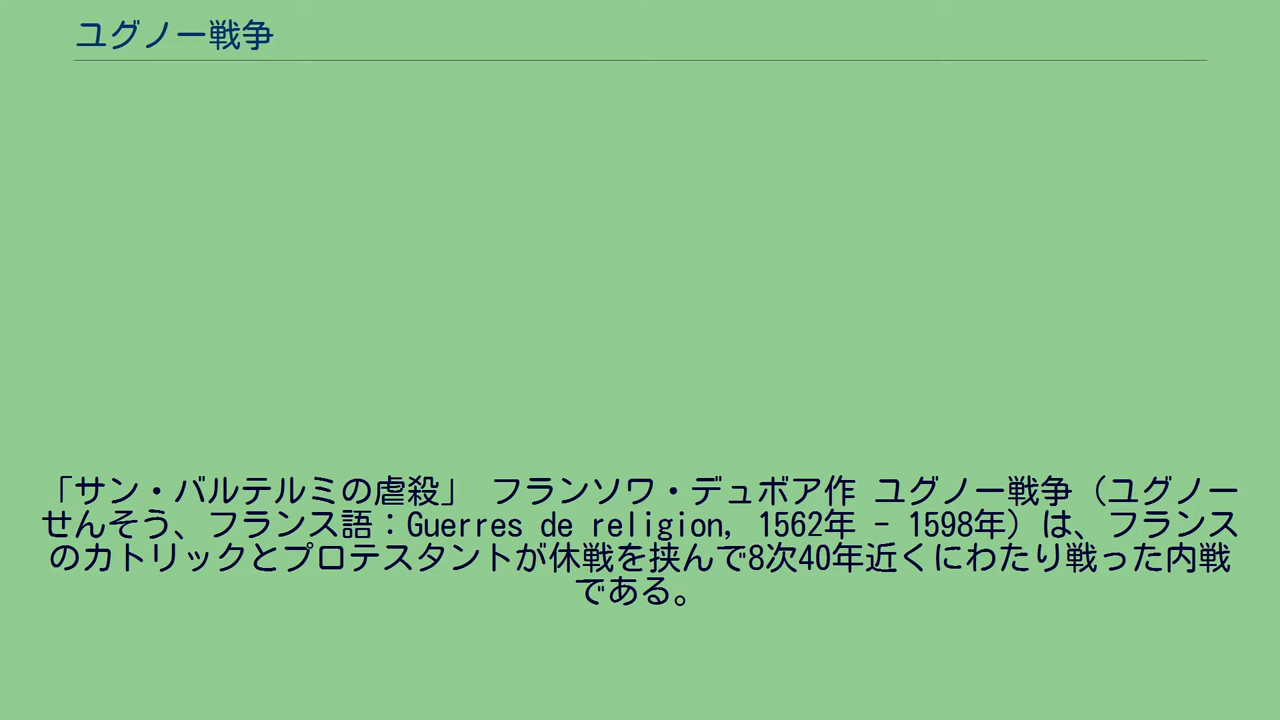 ユグノー戦争
「サン・バルテルミの虐殺」 フランソワ・デュボア作 ユグノー戦争（ユグノー
せんそう、フランス語：Guerres de religion, 1562年 - 1598年）は、フランス
のカトリックとプロテスタントが休戦を挟んで8次40年近くにわたり戦った内戦
である。